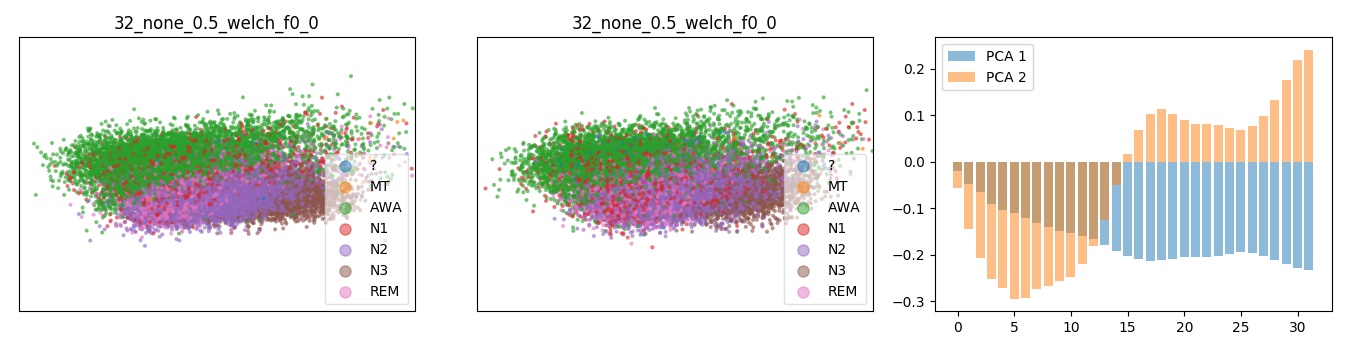 32_none_0.5_welch_f0_0
?
MT
AWA
N1
N2
N3
REM
32_none_0.5_welch_f0_0
?
MT
AWA
N1
N2
N3
REM
PCA 1
PCA 2
0.2
0.1
0.0
−0.1
−0.2
−0.3
0 5 10 15 20 25 30